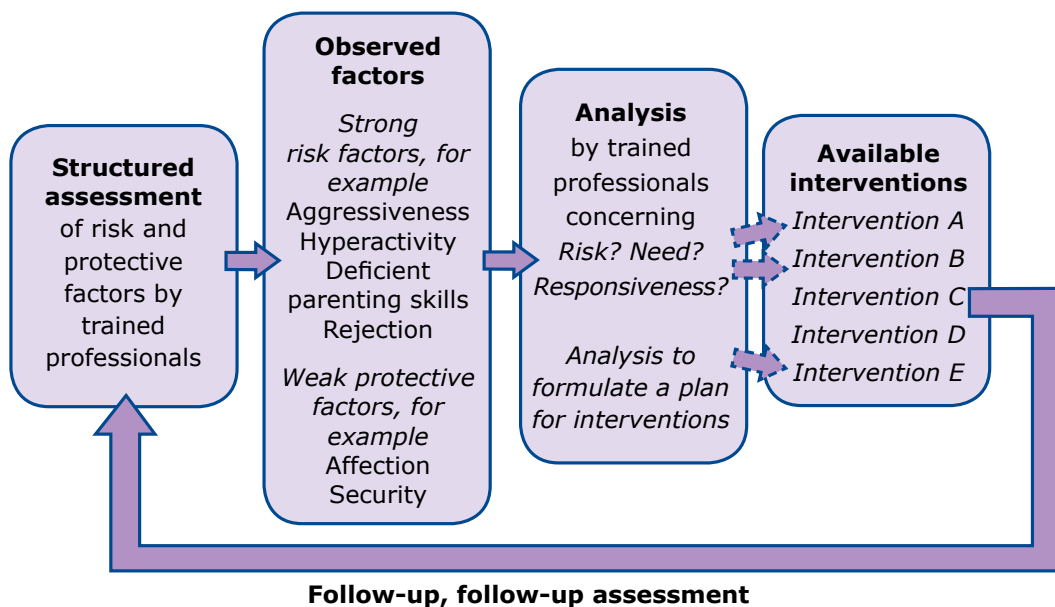 Structured
assessment
of risk and
protective
factors by
trained
professionals
Observed
factors
Strong
risk factors, for
example
Aggressiveness
Hyperactivity
Deficient
parenting skills
Rejection
Weak protective
factors, for
example
Affection
Security
Analysis
by trained
professionals
concerning
Risk? Need?
Responsiveness?
Analysis to
formulate a plan
for interventions
Available
interventions
Intervention A
Intervention B
Intervention C
Intervention D
Intervention E
Follow-up, follow-up assessment